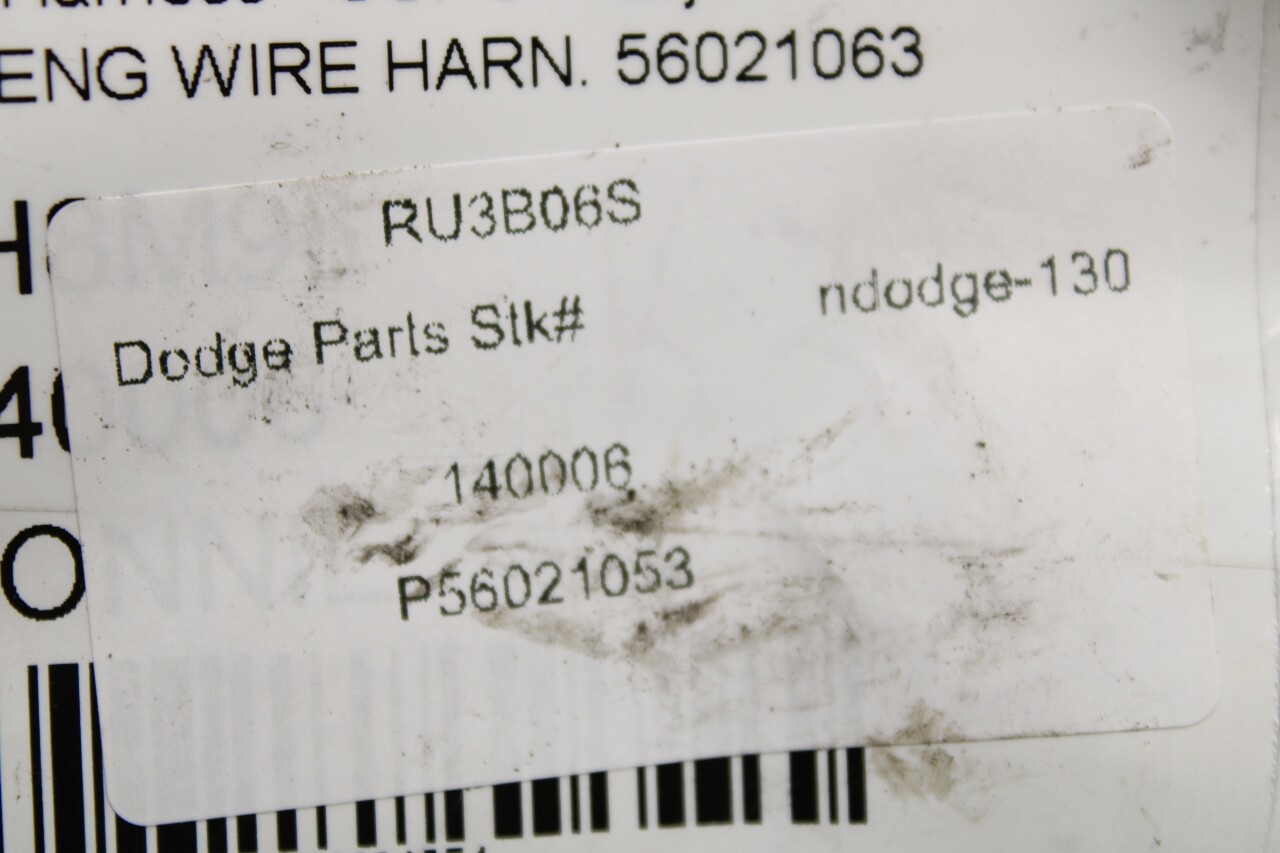 ENG WIRE HARN. 56021063
RU3B06S
Dodge Parts Stk# ndodge-130
140006
P56021053